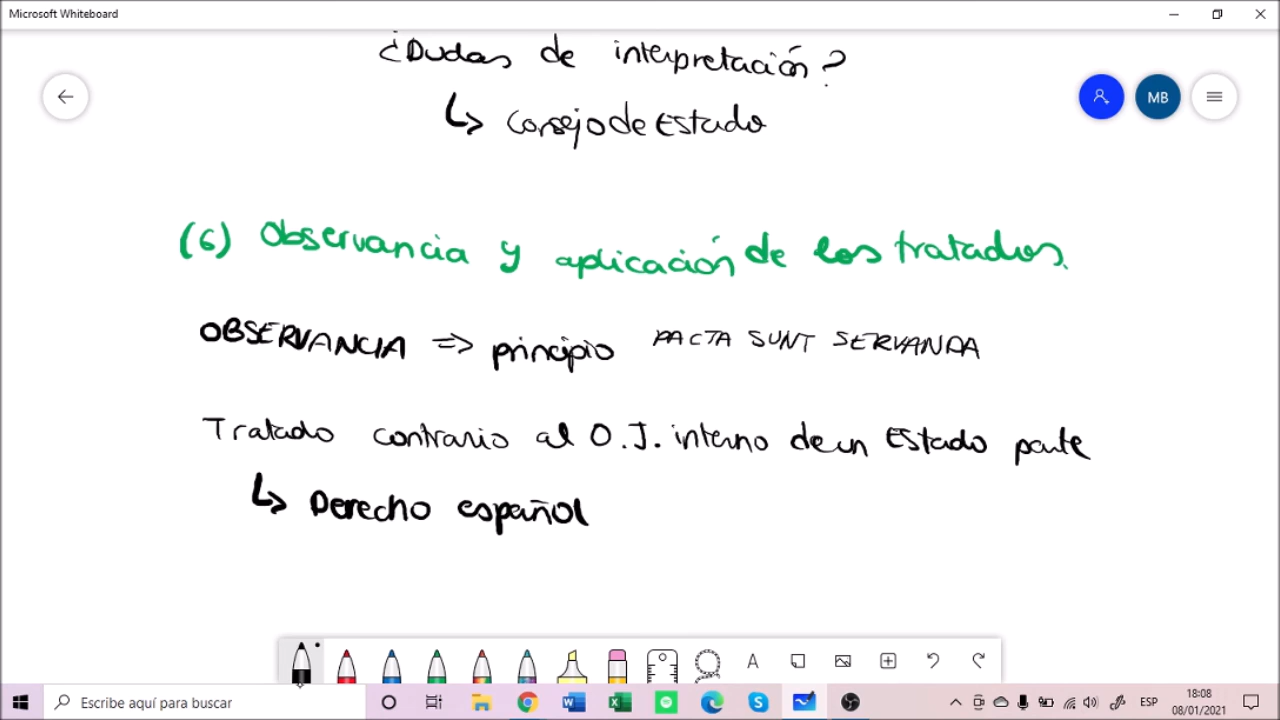 Microsoft Whiteboard
¿Dudas de interpretación?
Consejo de Estado
MB
(6) Observancia y aplicación de los tratados.
OBSERVANCIA => principio PACTA SUNT SERVANDA
Tratado contrario al O.J. interno de un Estado parte
Derecho español
A
Escribe aquí para buscar
ESP
18:08
08/01/2021